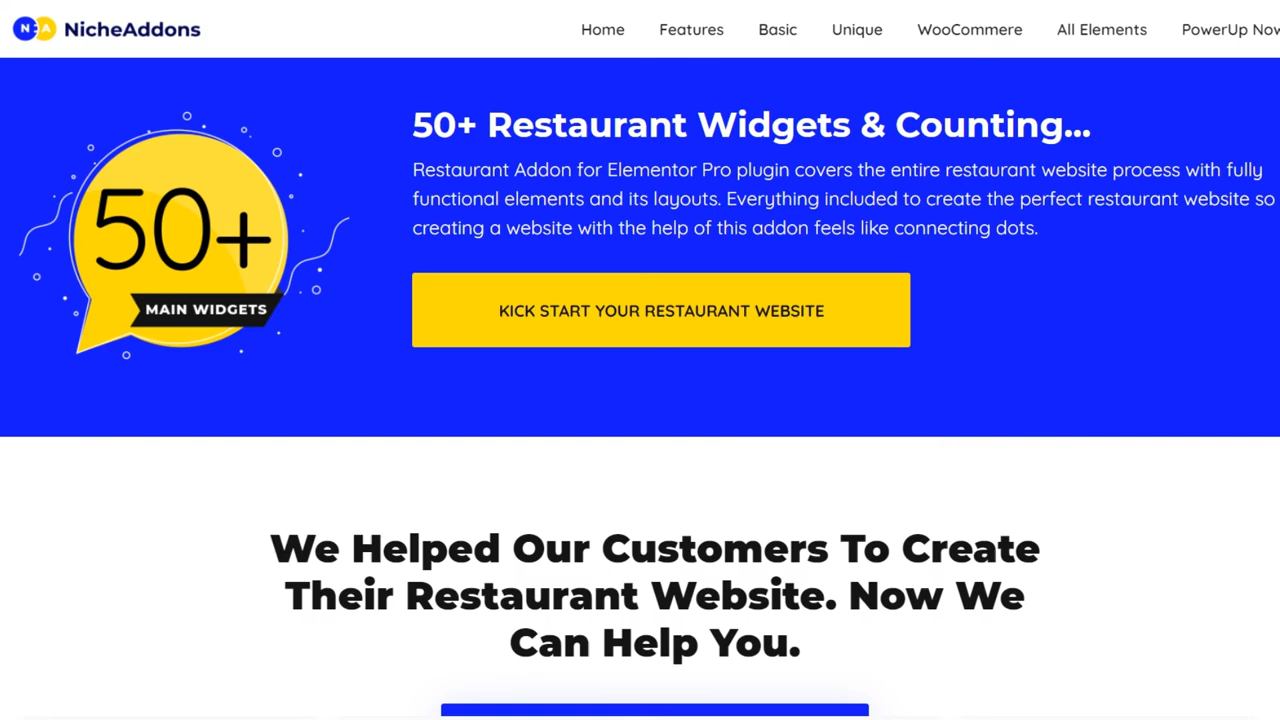 NEA NicheAddons
Home Features Basic Unique WooCommere All Elements PowerUp Now
50+ Restaurant Widgets & Counting...
Restaurant Addon for Elementor Pro plugin covers the entire restaurant website process with fully
functional elements and its layouts. Everything included to create the perfect restaurant website so
creating a website with the help of this addon feels like connecting dots.
50+
MAIN WIDGETS
KICK START YOUR RESTAURANT WEBSITE
We Helped Our Customers To Create
Their Restaurant Website. Now We
Can Help You.